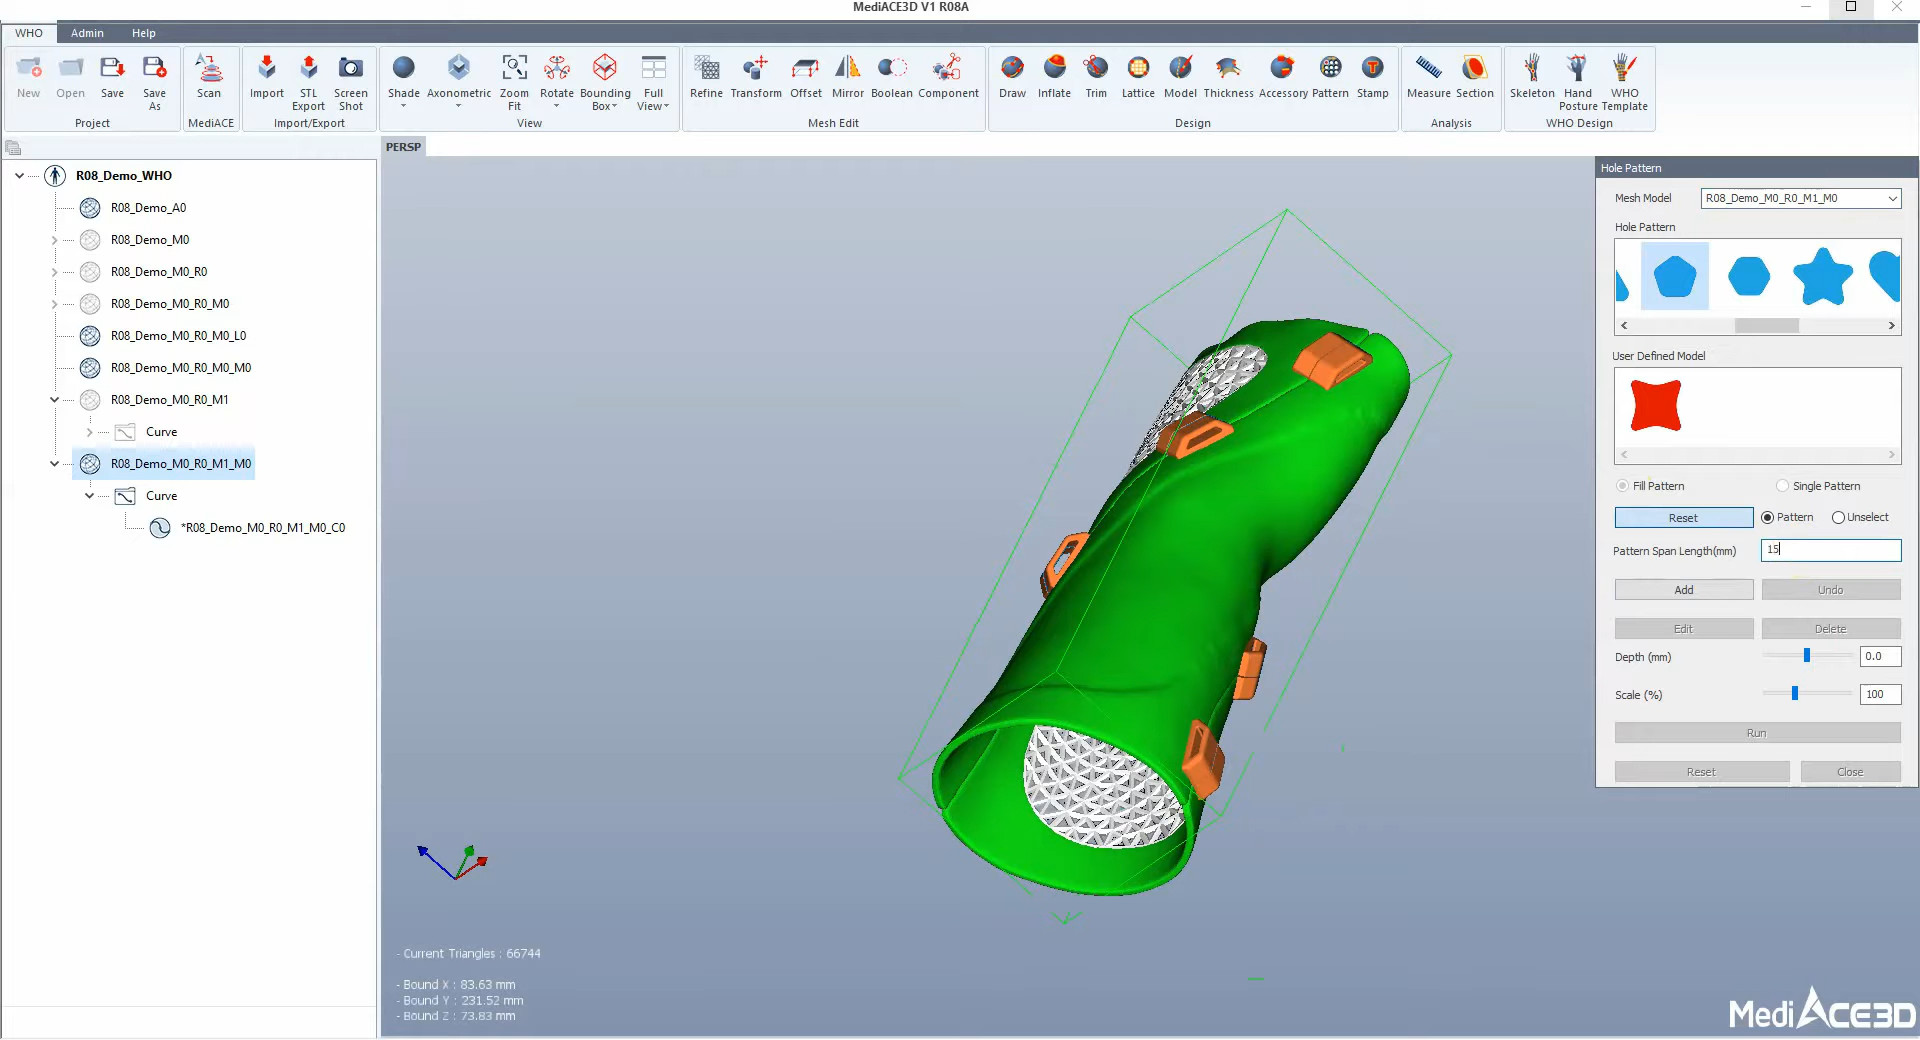 MediACE3D V1 R08A
WHO Admin Help
New Open Save Save As Scan Import STL Export Screen Shot Shade Axonometric Zoom Fit Rotate Bounding Box Full View Refine Transform Offset Mirror Boolean Component Draw Inflate Trim Lattice Model Thickness Accessory Pattern Stamp Measure Section Skeleton Hand Posture WHO Template
Project MediACE Import/Export View Mesh Edit Design Analysis WHO Design
PERSP
R08_Demo_WHO
R08_Demo_A0
R08_Demo_M0
R08_Demo_M0_R0
R08_Demo_M0_R0_M0
R08_Demo_M0_R0_M0_L0
R08_Demo_M0_R0_M0_M0
R08_Demo_M0_R0_M1
Curve
R08_Demo_M0_R0_M1_M0
Curve
*R08_Demo_M0_R0_M1_M0_C0
- Current Triangles : 66744
- Bound X : 83.63 mm
- Bound Y : 231.52 mm
- Bound Z : 73.83 mm
Hole Pattern
Mesh Model R08_Demo_M0_R0_M1_M0
Hole Pattern
User Defined Model
Fill Pattern Single Pattern
Reset Pattern Unselect
Pattern Span Length(mm) 15
Add Undo
Edit Delete
Depth (mm) 0.0
Scale (%) 100
Run
Reset Close
MediACE3D